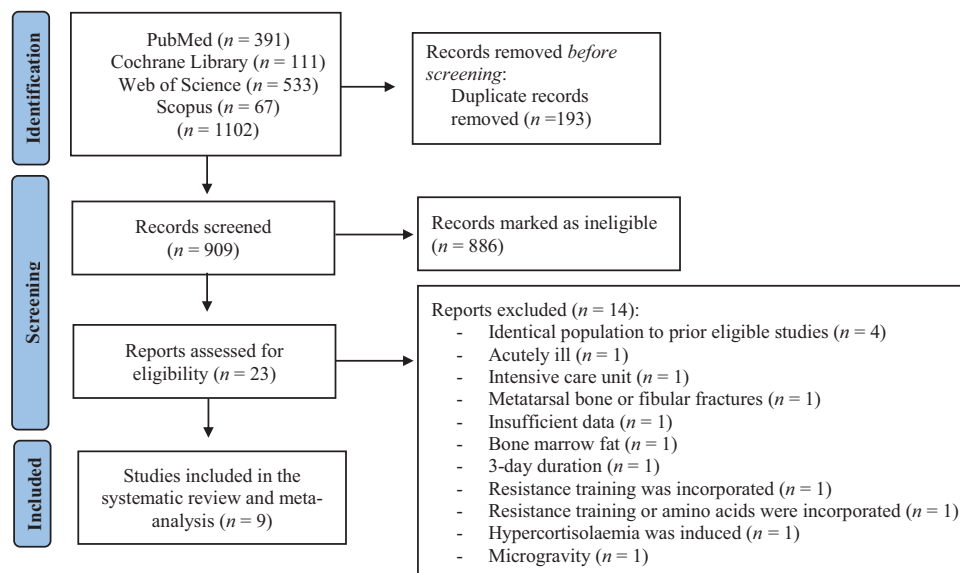 Identification
PubMed (n = 391)
Cochrane Library (n = 111)
Web of Science (n = 533)
Scopus (n = 67)
(n = 1102)
Records removed before
screening:
Duplicate records
removed (n =193)
Screening
Records screened
(n = 909)
Records marked as ineligible
(n = 886)
Reports assessed for
eligibility (n = 23)
Reports excluded (n = 14):
- Identical population to prior eligible studies (n = 4)
- Acutely ill (n = 1)
- Intensive care unit (n = 1)
- Metatarsal bone or fibular fractures (n = 1)
- Insufficient data (n = 1)
- Bone marrow fat (n = 1)
- 3-day duration (n = 1)
- Resistance training was incorporated (n = 1)
- Resistance training or amino acids were incorporated (n = 1)
- Hypercortisolaemia was induced (n = 1)
- Microgravity (n = 1)
Included
Studies included in the
systematic review and meta-
analysis (n = 9)